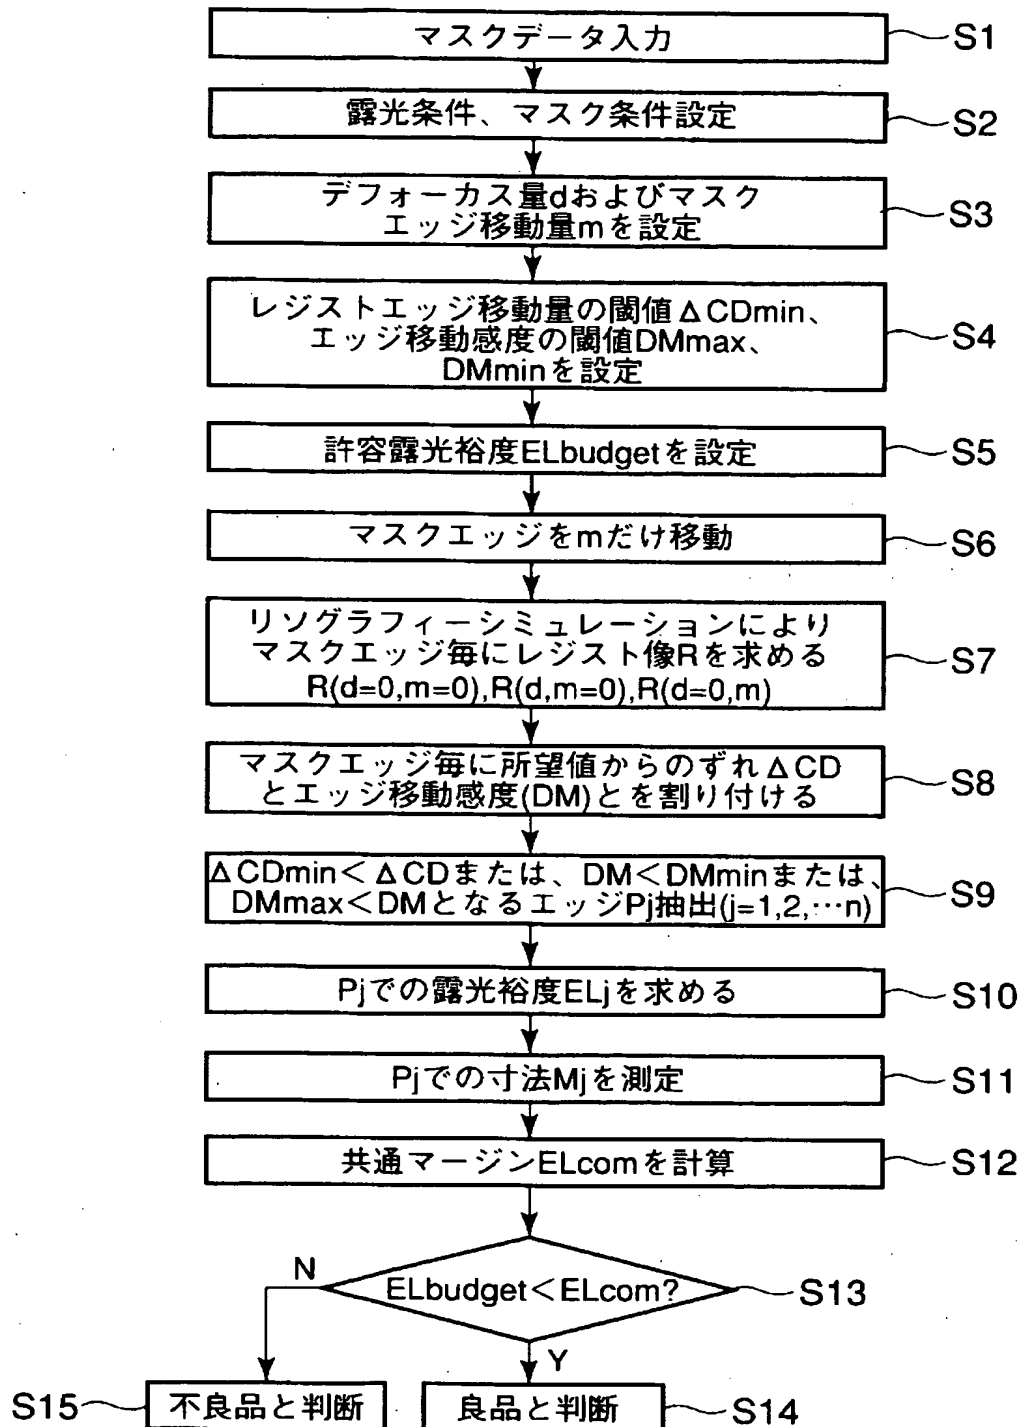 マスクデータ入力
S1
露光条件、マスク条件設定
S2
デフォーカス量dおよびマスク
エッジ移動量mを設定
S3
レジストエッジ移動量の閾値ΔCDmin、
エッジ移動感度の閾値DMmax、
DMminを設定
S4
許容露光裕度ELbudgetを設定
S5
マスクエッジをmだけ移動
S6
リソグラフィーシミュレーションにより
マスクエッジ毎にレジスト像Rを求める
R(d=0,m=0),R(d,m=0),R(d=0,m)
S7
マスクエッジ毎に所望値からのずれΔCD
とエッジ移動感度(DM)とを割り付ける
S8
ΔCDmin<ΔCDまたは、DM<DMminまたは、
DMmax<DMとなるエッジPj抽出(j=1,2,…n)
S9
Pjでの露光裕度ELjを求める
S10
Pjでの寸法Mjを測定
S11
共通マージンELcomを計算
S12
N
ELbudget<ELcom?
S13
Y
S15
不良品と判断
良品と判断
S14